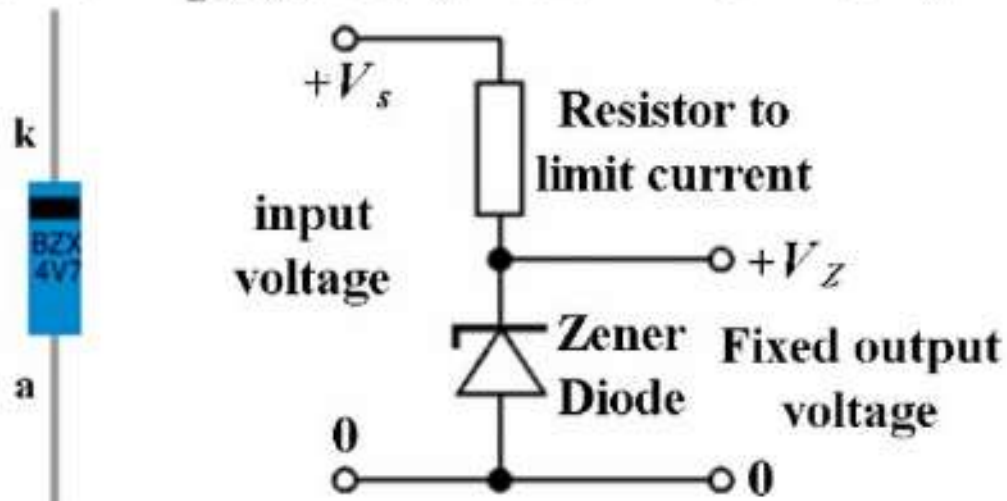 k
BZX
4V7
a
+Vs
input
voltage
0
Resistor to
limit current
+VZ
Zener
Diode
Fixed output
voltage
0